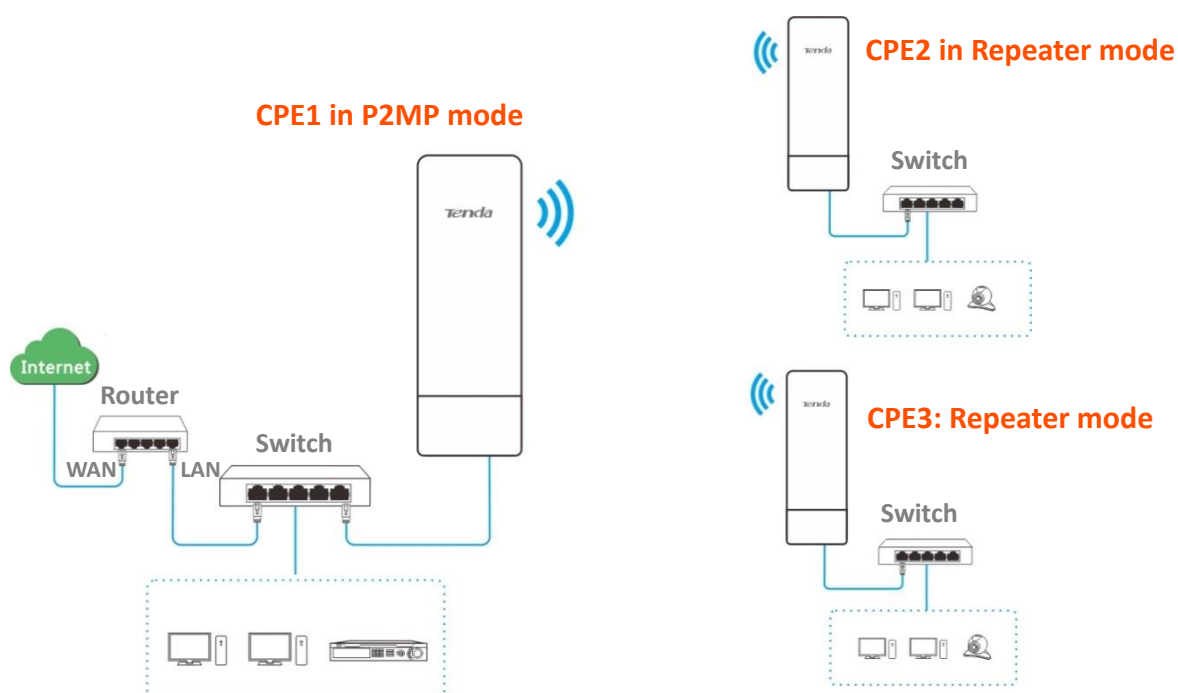 CPE1 in P2MP mode
Tenda
Internet
Router
WAN
LAN
Switch
Tenda
CPE2 in Repeater mode
Switch
Tenda
CPE3: Repeater mode
Switch